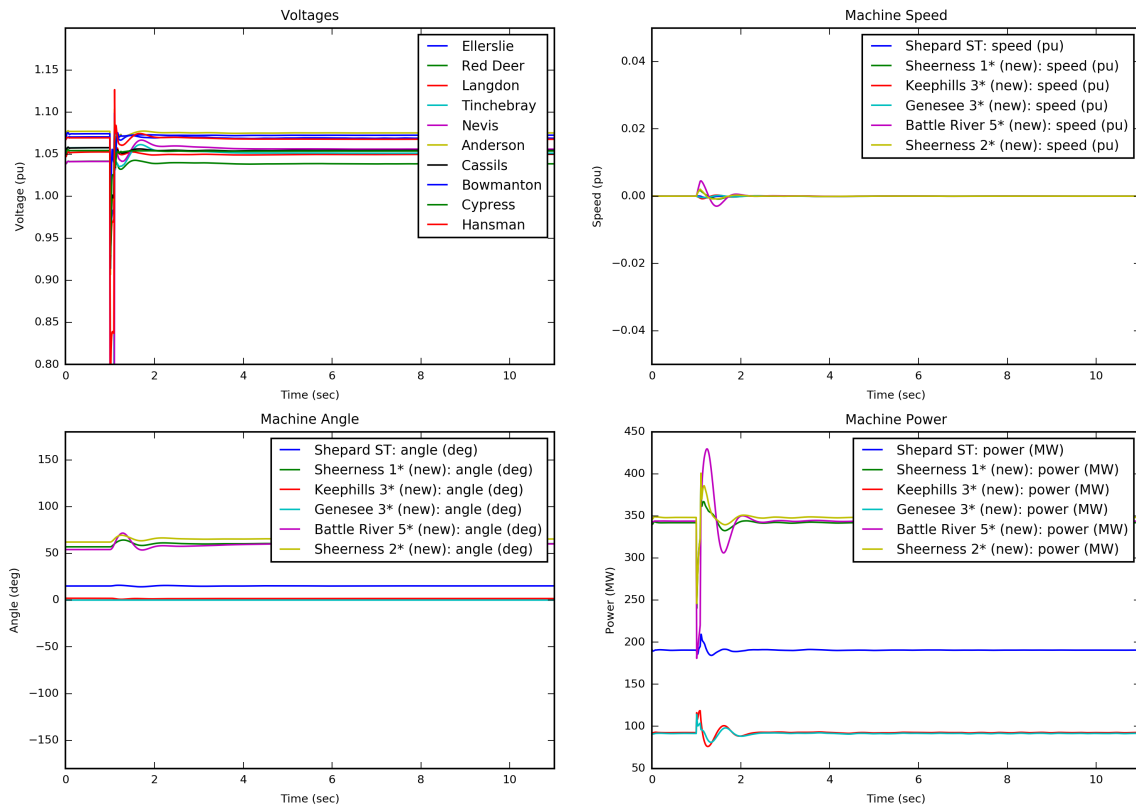 Voltages
1.15
1.10
1.05
1.00
0.95
0.90
0.85
0.80
Voltage (pu)
Ellerslie
Red Deer
Langdon
Tinchebray
Nevis
Anderson
Cassils
Bowmanton
Cypress
Hansman
0 2 4 6 8 10
Time (sec)
Machine Speed
0.04
0.02
0.00
−0.02
−0.04
Speed (pu)
Shepard ST: speed (pu)
Sheerness 1* (new): speed (pu)
Keephills 3* (new): speed (pu)
Genesee 3* (new): speed (pu)
Battle River 5* (new): speed (pu)
Sheerness 2* (new): speed (pu)
0 2 4 6 8 10
Time (sec)
Machine Angle
150
100
50
0
−50
−100
−150
Angle (deg)
Shepard ST: angle (deg)
Sheerness 1* (new): angle (deg)
Keephills 3* (new): angle (deg)
Genesee 3* (new): angle (deg)
Battle River 5* (new): angle (deg)
Sheerness 2* (new): angle (deg)
0 2 4 6 8 10
Time (sec)
Machine Power
450
400
350
300
250
200
150
100
50
Power (MW)
Shepard ST: power (MW)
Sheerness 1* (new): power (MW)
Keephills 3* (new): power (MW)
Genesee 3* (new): power (MW)
Battle River 5* (new): power (MW)
Sheerness 2* (new): power (MW)
0 2 4 6 8 10
Time (sec)